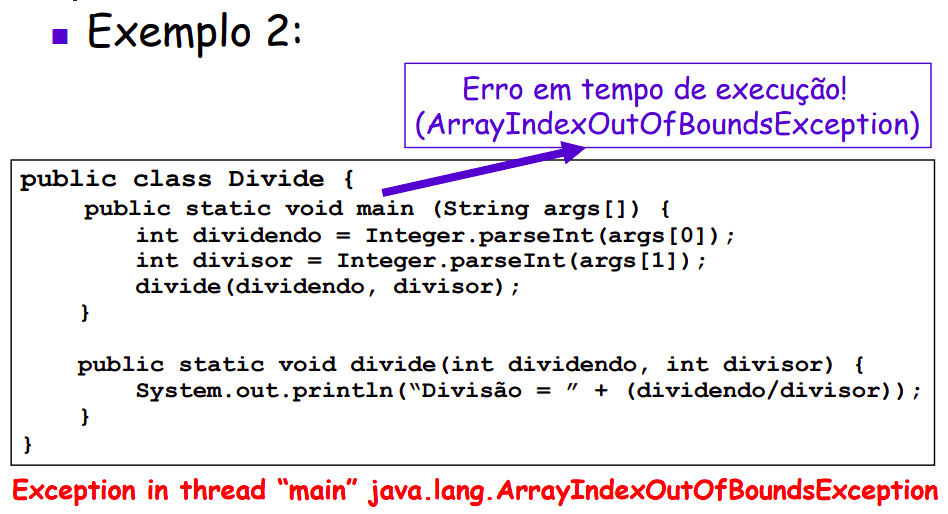 Exemplo 2:
Erro em tempo de execução!
(ArrayIndexOutOfBoundsException)
public class Divide {
public static void main (String args[]) {
int dividendo = Integer.parseInt(args[0]);
int divisor = Integer.parseInt(args[1]);
divide(dividendo, divisor);
}
public static void divide(int dividendo, int divisor) {
System.out.println(“Divisão = ” + (dividendo/divisor));
}
}
Exception in thread “main” java.lang.ArrayIndexOutOfBoundsException